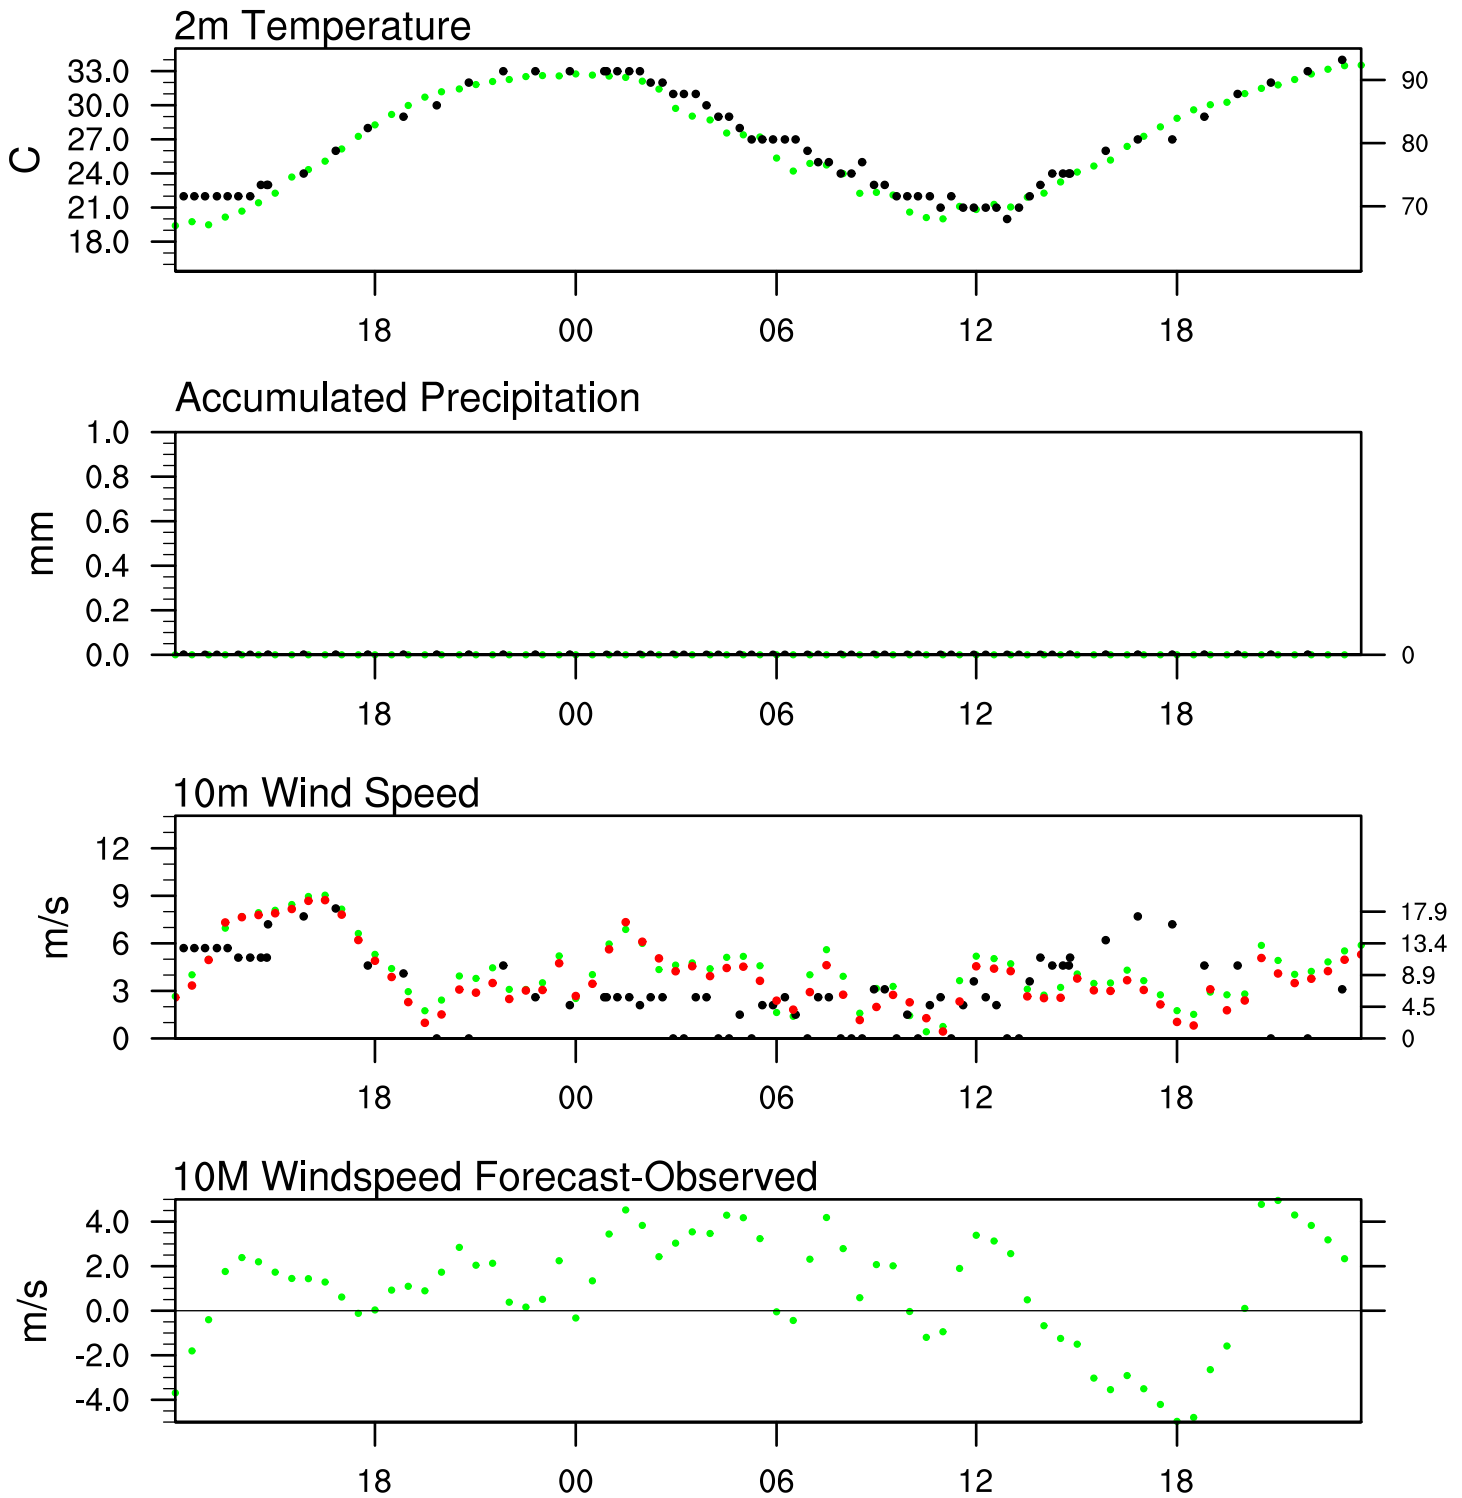 2m Temperature
33.0
30.0
27.0
24.0
21.0
18.0
C
90
80
70
18 00 06 12 18
Accumulated Precipitation
1.0
0.8
0.6
0.4
0.2
0.0
mm
0
18 00 06 12 18
10m Wind Speed
12
9
6
3
0
m/s
17.9
13.4
8.9
4.5
0
18 00 06 12 18
10M Windspeed Forecast-Observed
4.0
2.0
0.0
-2.0
-4.0
m/s
18 00 06 12 18